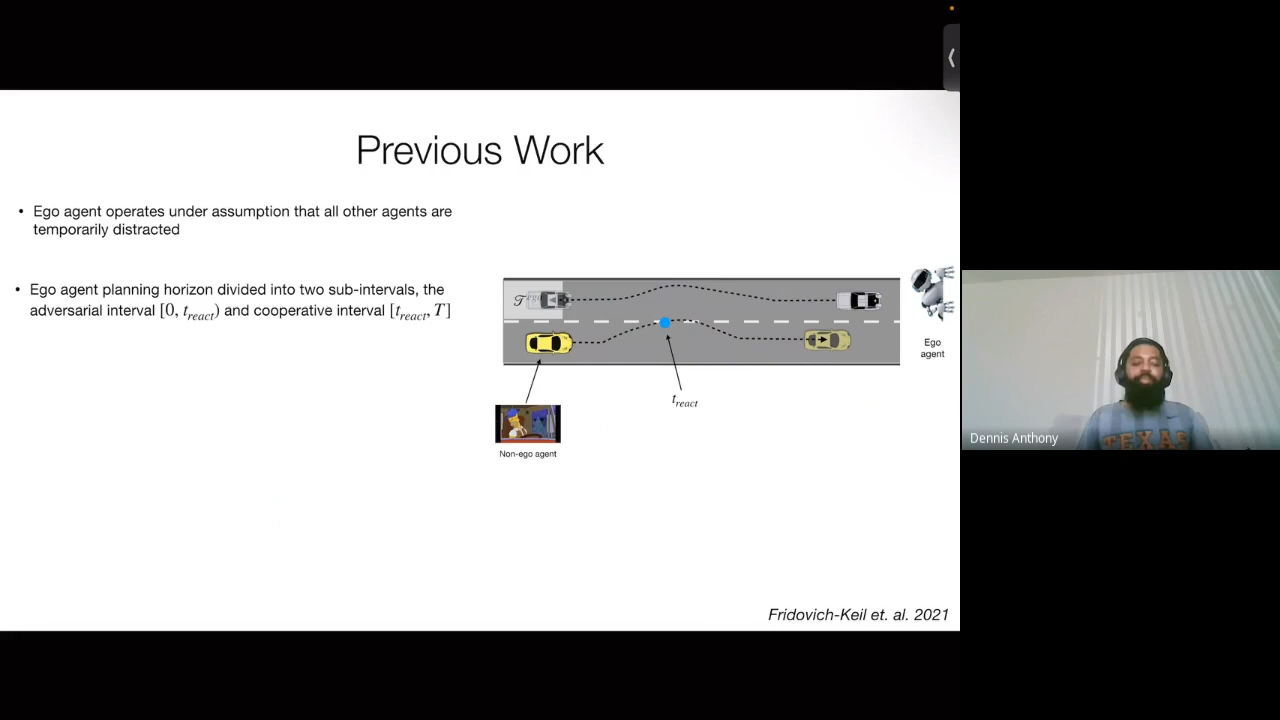 Previous Work
• Ego agent operates under assumption that all other agents are
temporarily distracted
• Ego agent planning horizon divided into two sub-intervals, the
adversarial interval [0, t_react) and cooperative interval [t_react, T]
Ego
agent
t_react
Non-ego agent
Dennis Anthony
TEXAS
Fridovich-Keil et. al. 2021